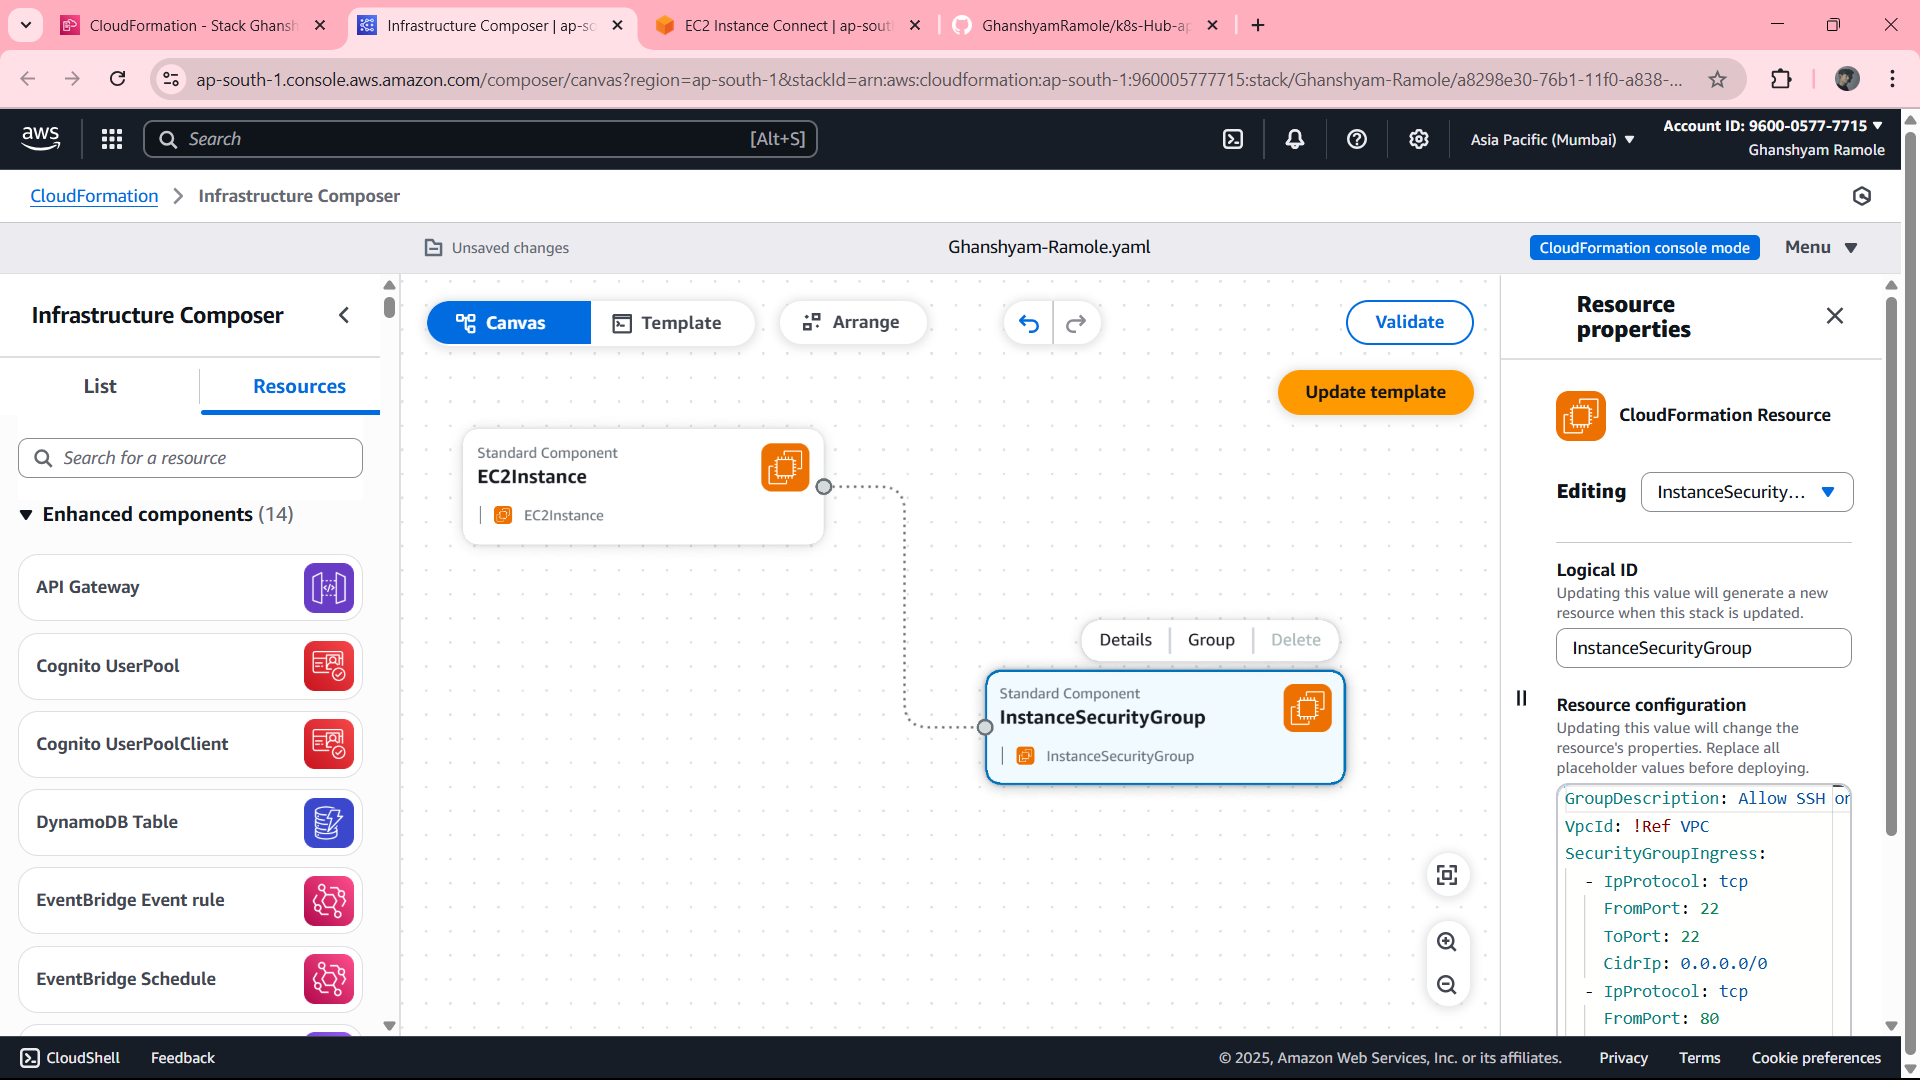 CloudFormation - Stack Ghansh
Infrastructure Composer | ap-so
EC2 Instance Connect | ap-sout
GhanshyamRamole/k8s-Hub-ap
ap-south-1.console.aws.amazon.com/composer/canvas?region=ap-south-1&stackId=arn:aws:cloudformation:ap-south-1:960005777715:stack/Ghanshyam-Ramole/a8298e30-76b1-11f0-a838-...
aws
Search
[Alt+S]
Asia Pacific (Mumbai)
Account ID: 9600-0577-7715
Ghanshyam Ramole
CloudFormation
Infrastructure Composer
Unsaved changes
Ghanshyam-Ramole.yaml
CloudFormation console mode
Menu
Infrastructure Composer
List
Resources
Search for a resource
Enhanced components (14)
API Gateway
Cognito UserPool
Cognito UserPoolClient
DynamoDB Table
EventBridge Event rule
EventBridge Schedule
Canvas
Template
Arrange
Validate
Update template
Standard Component
EC2Instance
EC2Instance
Details
Group
Delete
Standard Component
InstanceSecurityGroup
InstanceSecurityGroup
Resource
properties
CloudFormation Resource
Editing
InstanceSecurity...
Logical ID
Updating this value will generate a new
resource when this stack is updated.
InstanceSecurityGroup
Resource configuration
Updating this value will change the
resource's properties. Replace all
placeholder values before deploying.
GroupDescription: Allow SSH or
VpcId: !Ref VPC
SecurityGroupIngress:
- IpProtocol: tcp
FromPort: 22
ToPort: 22
CidrIp: 0.0.0.0/0
- IpProtocol: tcp
FromPort: 80
CloudShell
Feedback
© 2025, Amazon Web Services, Inc. or its affiliates.
Privacy
Terms
Cookie preferences